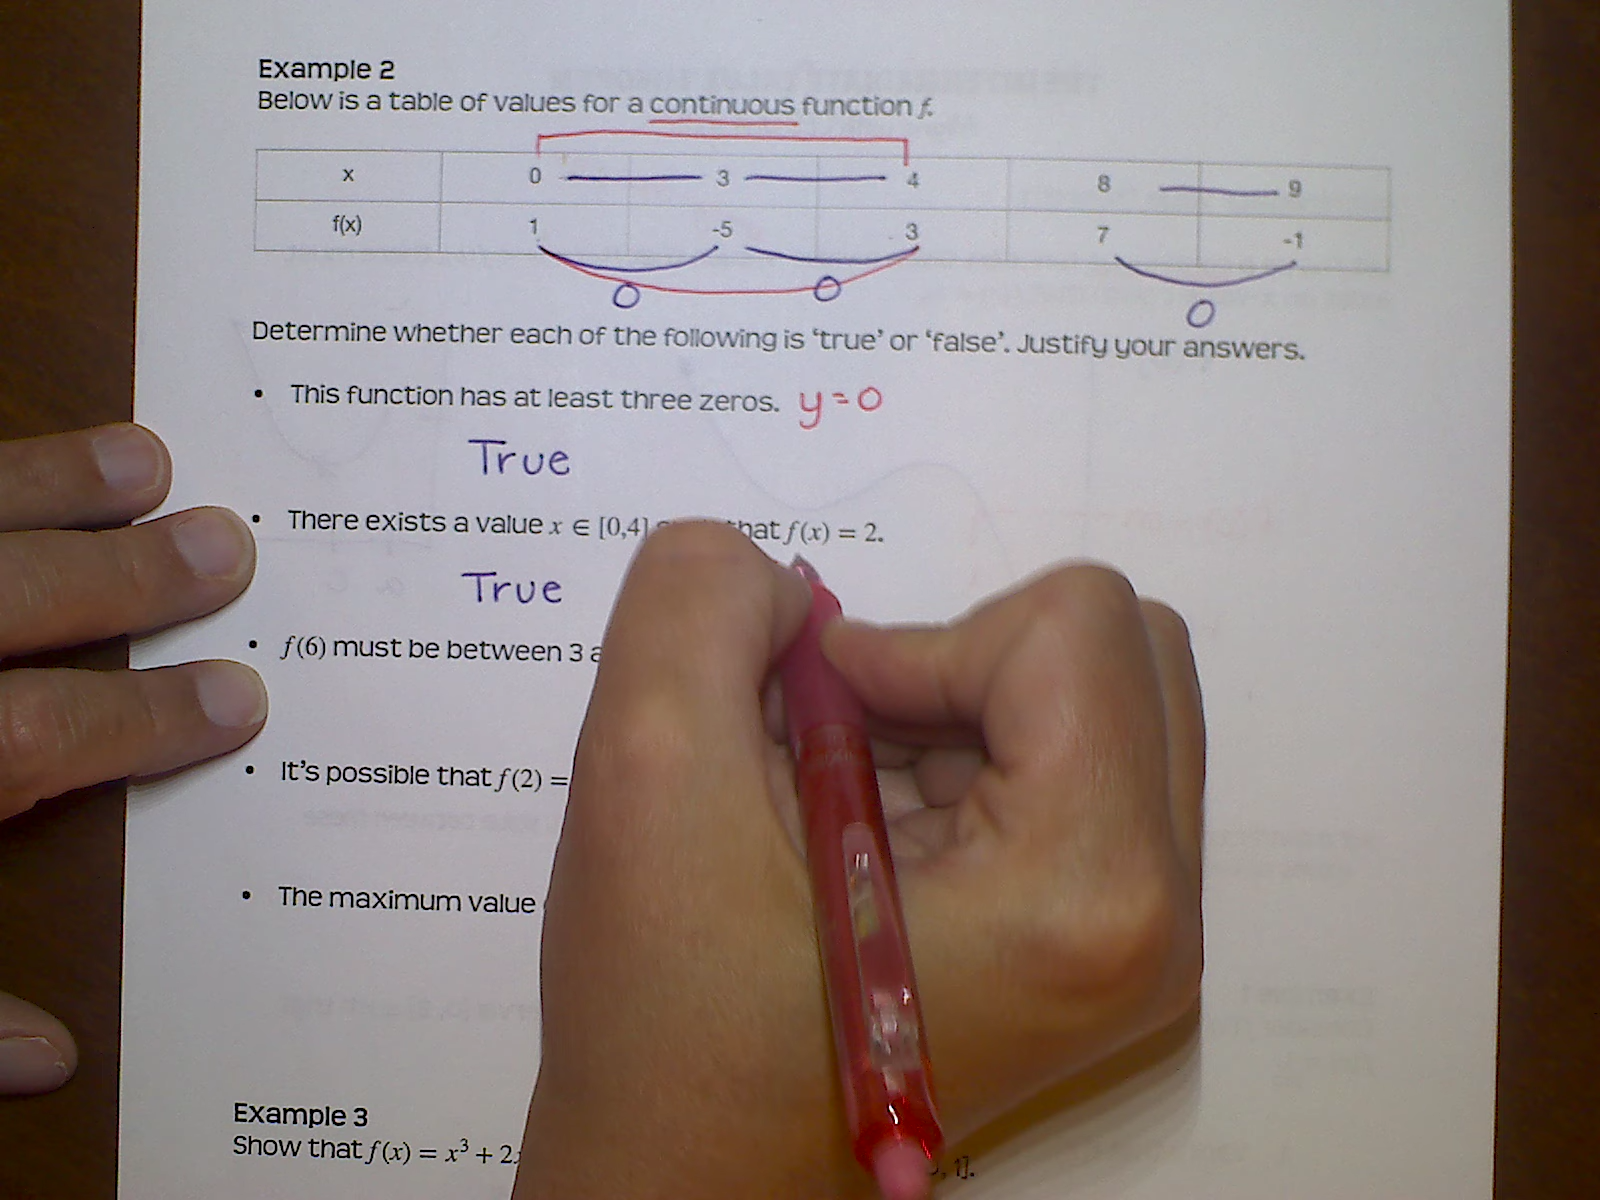 Example 2
Below is a table of values for a continuous function f.
x 0 3 4 8 9
f(x) 1 -5 3 7 -1
0 0 0
Determine whether each of the following is ‘true’ or ‘false’. Justify your answers.
• This function has at least three zeros. y=0
True
• There exists a value x ∈ [0,4] f(x) = 2.
True
• f(6) must be between 3
• It's possible that f(2) =
• The maximum value
Example 3
Show that f(x) = x³ + 2 1].